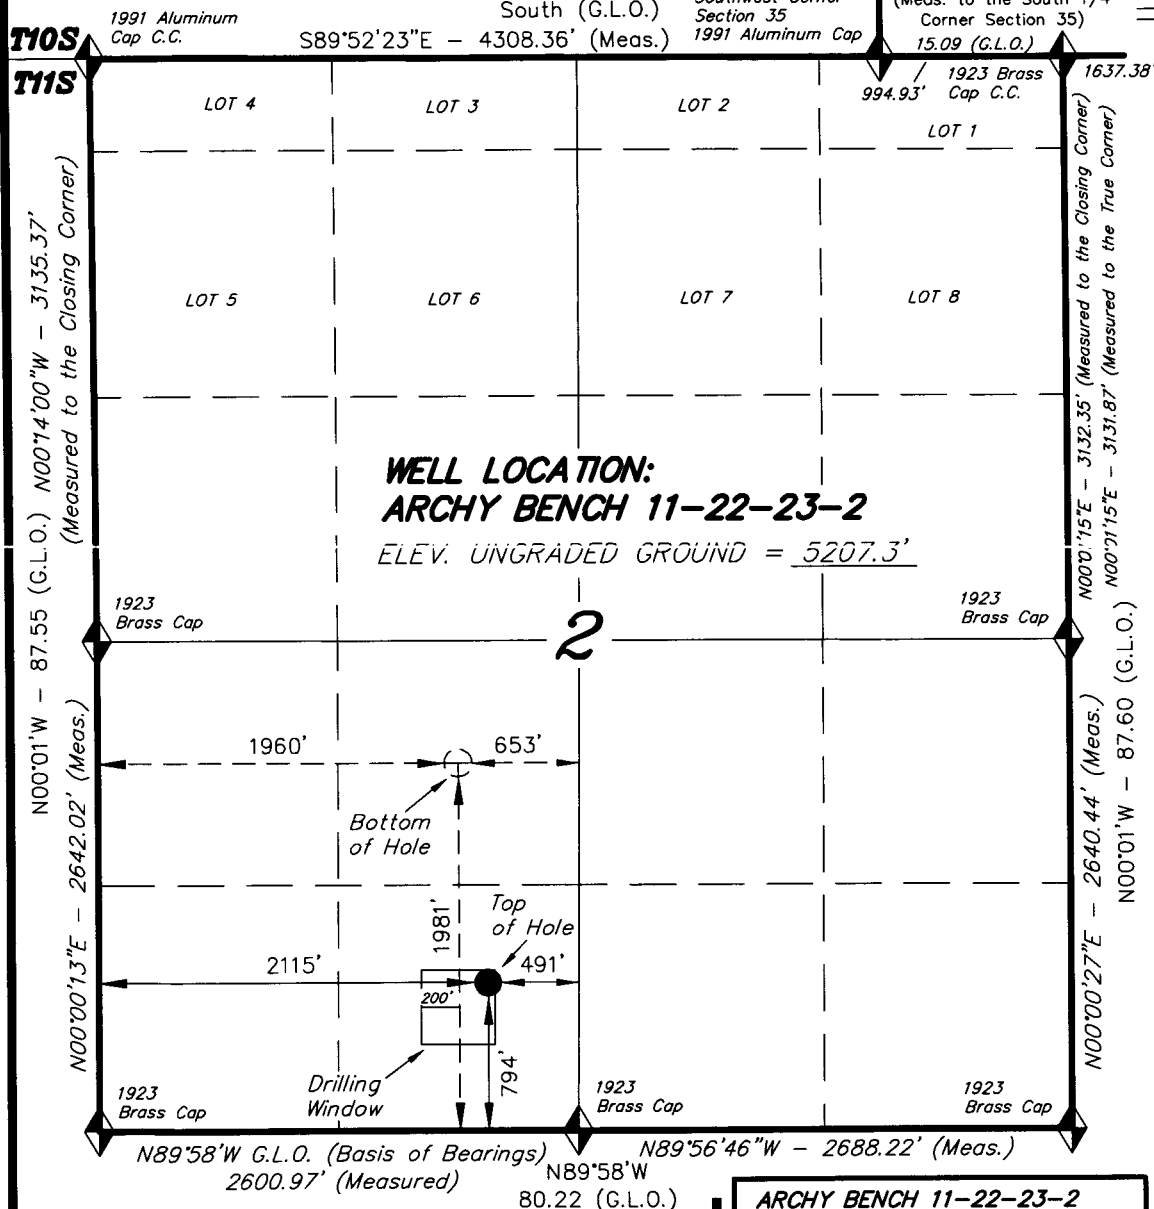 1991 Aluminum
Cap C.C.
T10S
T11S
South (G.L.O.)
S89°52'23"E - 4308.36' (Meas.)
Section 35
1991 Aluminum Cap
(Meas. to the South 1/4
Corner Section 35)
15.09 (G.L.O.)
1923 Brass
Cap C.C.
994.93'
1637.38'
LOT 4
LOT 3
LOT 2
LOT 1
LOT 5
LOT 6
LOT 7
LOT 8
N00°01'W - 87.55 (G.L.O.)
N00°14'00"W - 3135.37'
(Measured to the Closing Corner)
N00°01'15"E - 3132.35' (Measured to the Closing Corner)
N00°01'15"E - 3131.87' (Measured to the True Corner)
WELL LOCATION:
ARCHY BENCH 11-22-23-2
ELEV. UNGRADED GROUND = 5207.3'
1923
Brass Cap
2
1923
Brass Cap
N00°00'13"E - 2642.02' (Meas.)
N00°00'27"E - 2640.44' (Meas.)
N00°01'W - 87.60 (G.L.O.)
1960'
653'
Bottom
of Hole
1981'
Top
of Hole
2115'
491'
200'
794'
Drilling
Window
1923
Brass Cap
1923
Brass Cap
1923
Brass Cap
N89°58'W G.L.O. (Basis of Bearings)
2600.97' (Measured)
N89°56'46"W - 2688.22' (Meas.)
N89°58'W
80.22 (G.L.O.)
ARCHY BENCH 11-22-23-2